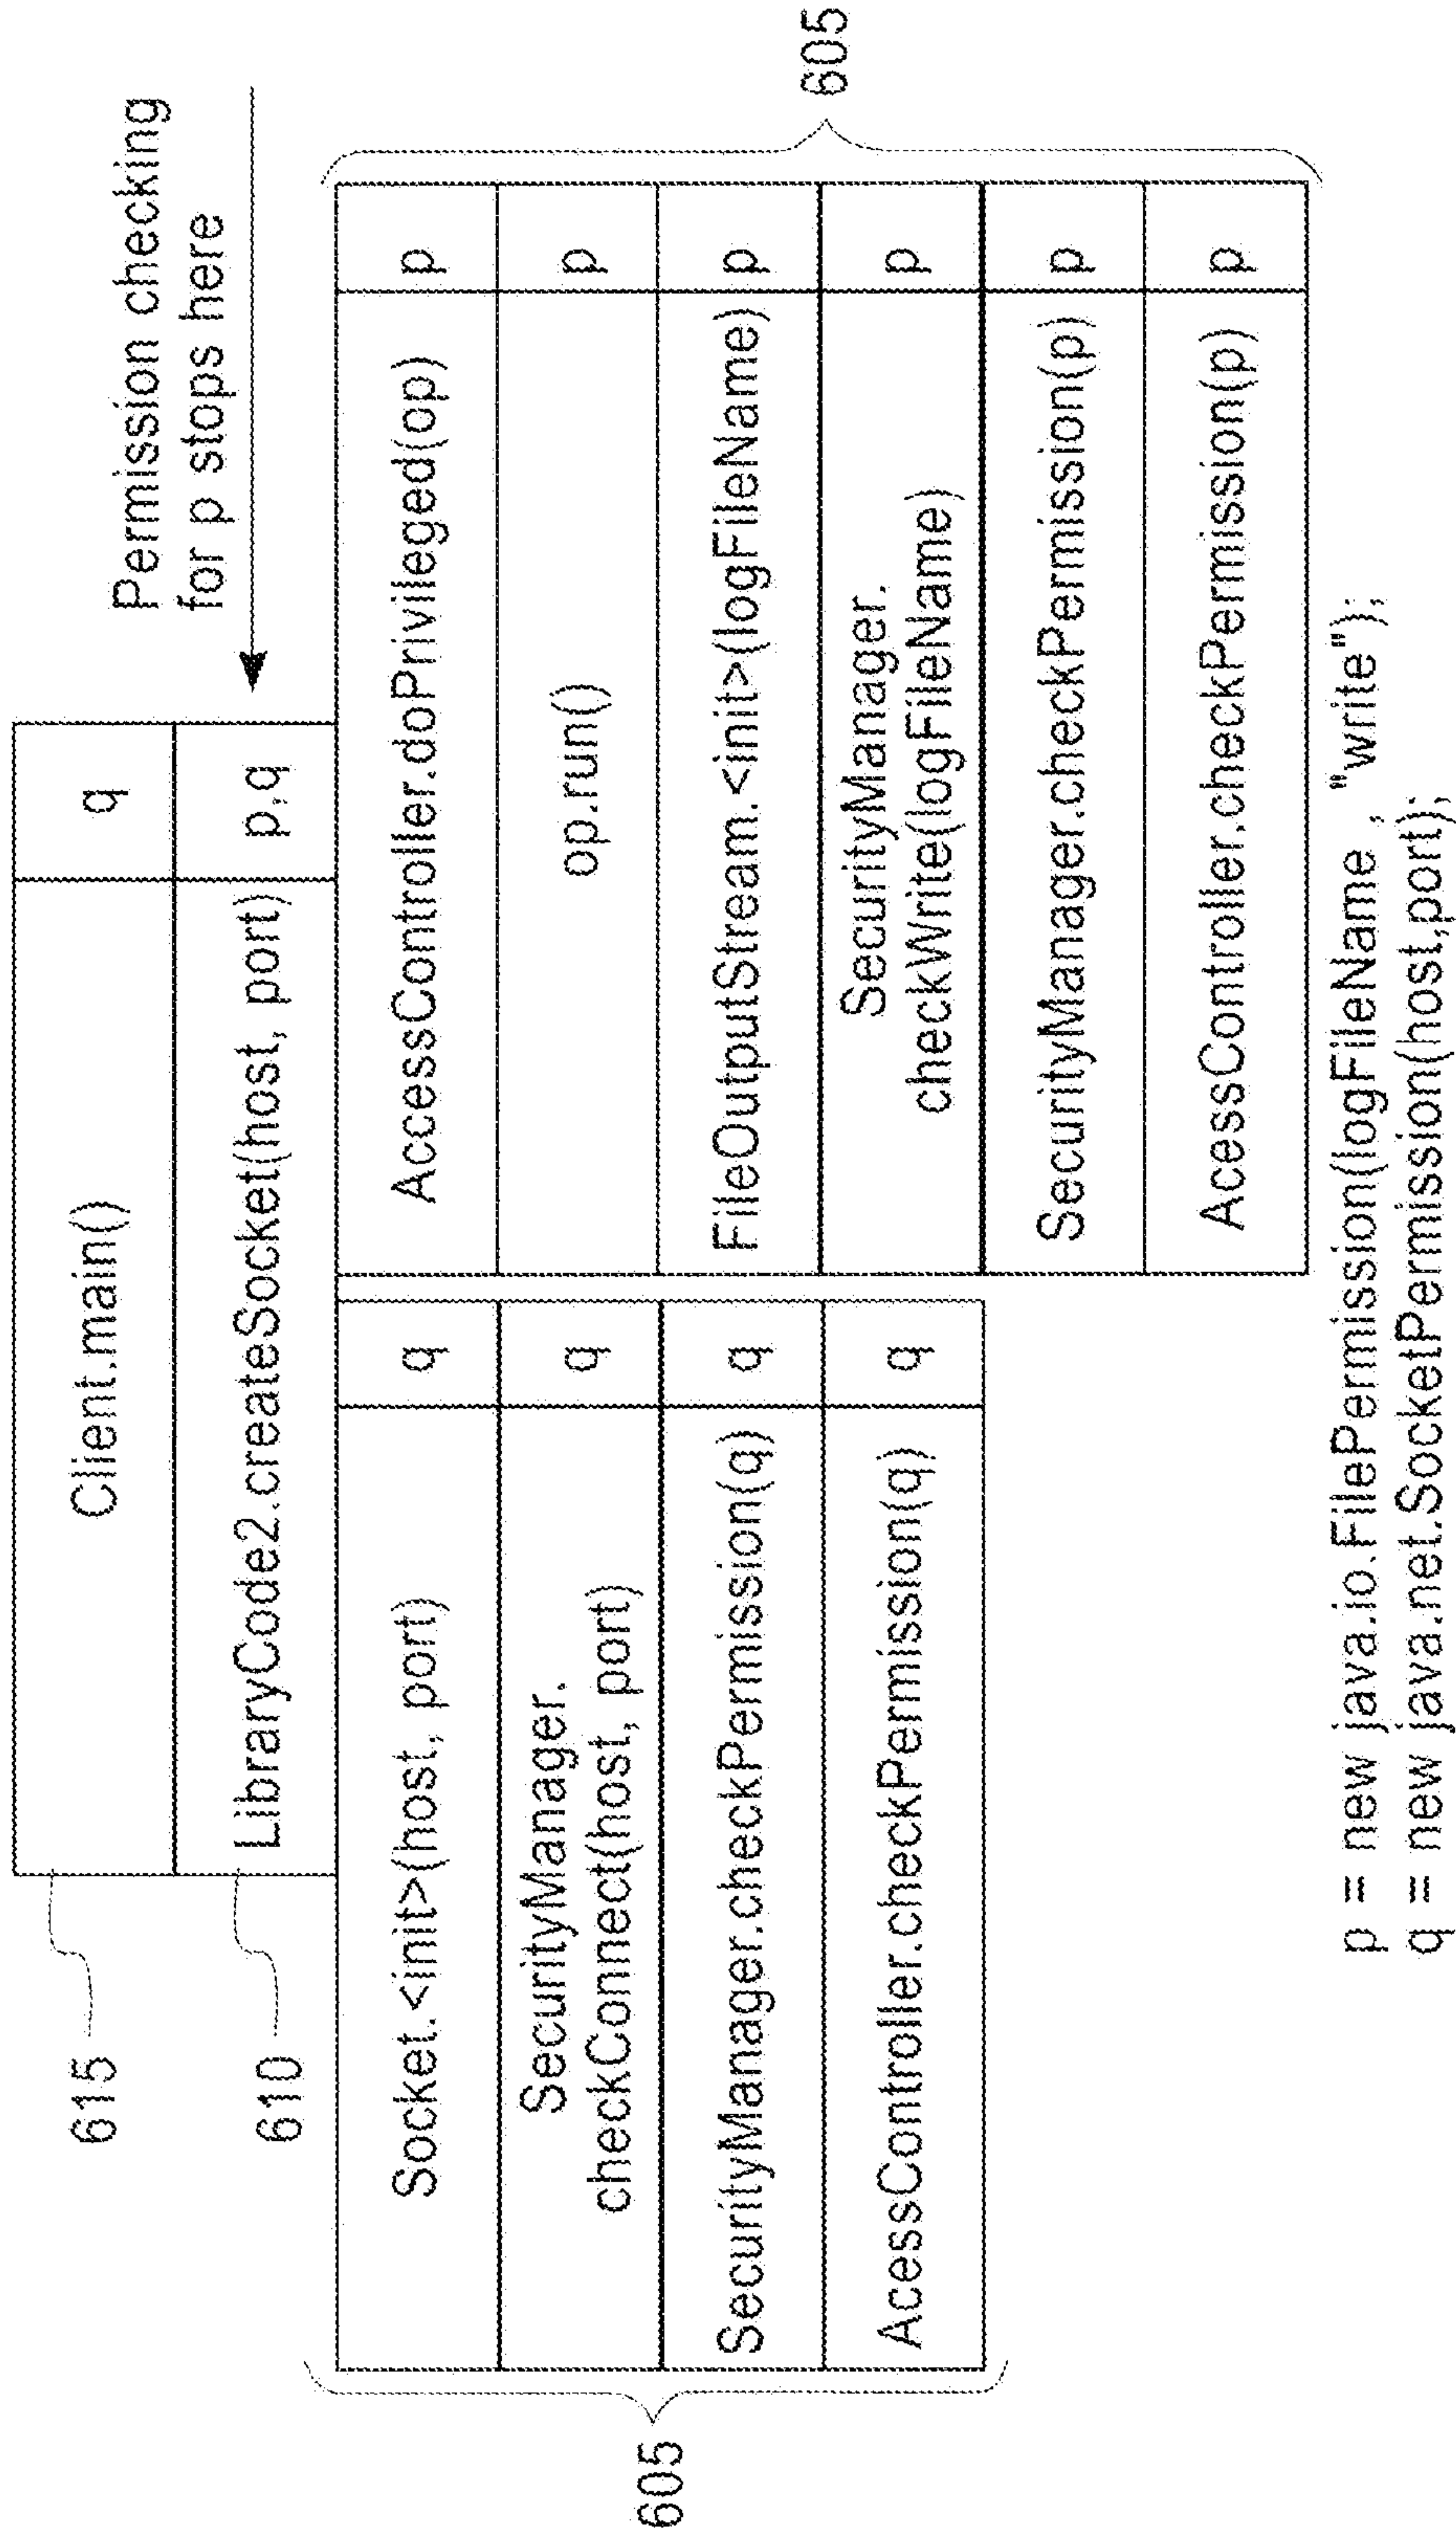 Permission checking
for p stops here
615
Client.main()
q
610
LibraryCode2.createSocket(host, port)
p,q
605
Socket.<init>(host, port)
q
SecurityManager.
checkConnect(host, port)
q
SecurityManager.checkPermission(q)
q
AcessController.checkPermission(q)
q
AccessController.doPrivileged(op)
p
op.run()
p
FileOutputStream.<init>(logFileName)
p
SecurityManager.
checkWrite(logFileName)
p
SecurityManager.checkPermission(p)
p
AcessController.checkPermission(p)
p
605
p = new java.io.FilePermission(logFileName , "write");
q = new java.net.SocketPermission(host,port);